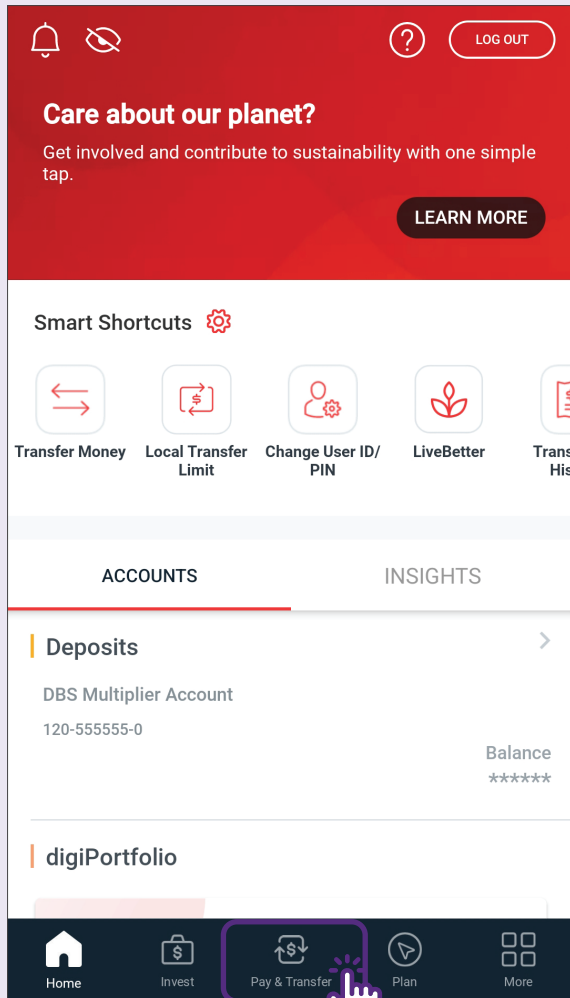 LOG OUT
Care about our planet?
Get involved and contribute to sustainability with one simple
tap.
LEARN MORE
Smart Shortcuts
Transfer Money
Local Transfer
Limit
Change User ID/
PIN
LiveBetter
Trans
His
ACCOUNTS
INSIGHTS
Deposits
DBS Multiplier Account
120-555555-0
Balance
******
digiPortfolio
Home
Invest
Pay & Transfer
Plan
More